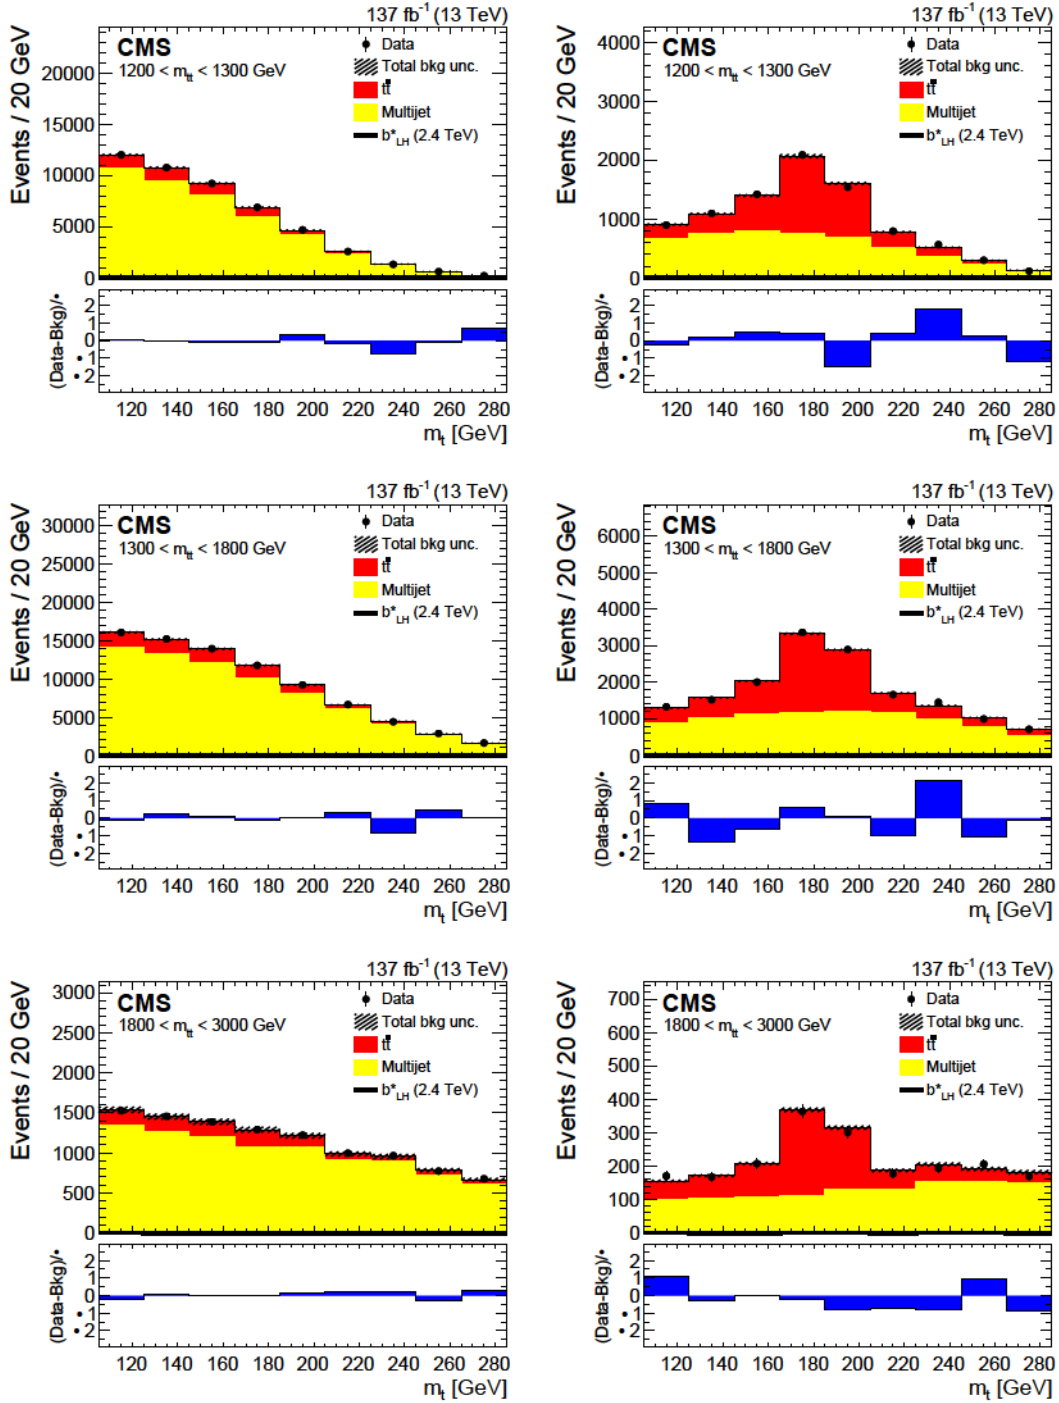 137 fb-1 (13 TeV)
CMS
1200 < mtt < 1300 GeV
Data
Total bkg unc.
tt
Multijet
b*LH (2.4 TeV)
Events / 20 GeV
20000
15000
10000
5000
0
(Data-Bkg)/•
2
1
0
•1
•2
120 140 160 180 200 220 240 260 280
mt [GeV]
137 fb-1 (13 TeV)
CMS
1200 < mtt < 1300 GeV
Data
Total bkg unc.
tt
Multijet
b*LH (2.4 TeV)
Events / 20 GeV
4000
3000
2000
1000
0
(Data-Bkg)/•
2
1
0
•1
•2
120 140 160 180 200 220 240 260 280
mt [GeV]
137 fb-1 (13 TeV)
CMS
1300 < mtt < 1800 GeV
Data
Total bkg unc.
tt
Multijet
b*LH (2.4 TeV)
Events / 20 GeV
30000
25000
20000
15000
10000
5000
0
(Data-Bkg)/•
2
1
0
•1
•2
120 140 160 180 200 220 240 260 280
mt [GeV]
137 fb-1 (13 TeV)
CMS
1300 < mtt < 1800 GeV
Data
Total bkg unc.
tt
Multijet
b*LH (2.4 TeV)
Events / 20 GeV
6000
5000
4000
3000
2000
1000
0
(Data-Bkg)/•
2
1
0
•1
•2
120 140 160 180 200 220 240 260 280
mt [GeV]
137 fb-1 (13 TeV)
CMS
1800 < mtt < 3000 GeV
Data
Total bkg unc.
tt
Multijet
b*LH (2.4 TeV)
Events / 20 GeV
3000
2500
2000
1500
1000
500
0
(Data-Bkg)/•
2
1
0
•1
•2
120 140 160 180 200 220 240 260 280
mt [GeV]
137 fb-1 (13 TeV)
CMS
1800 < mtt < 3000 GeV
Data
Total bkg unc.
tt
Multijet
b*LH (2.4 TeV)
Events / 20 GeV
700
600
500
400
300
200
100
0
(Data-Bkg)/•
2
1
0
•1
•2
120 140 160 180 200 220 240 260 280
mt [GeV]